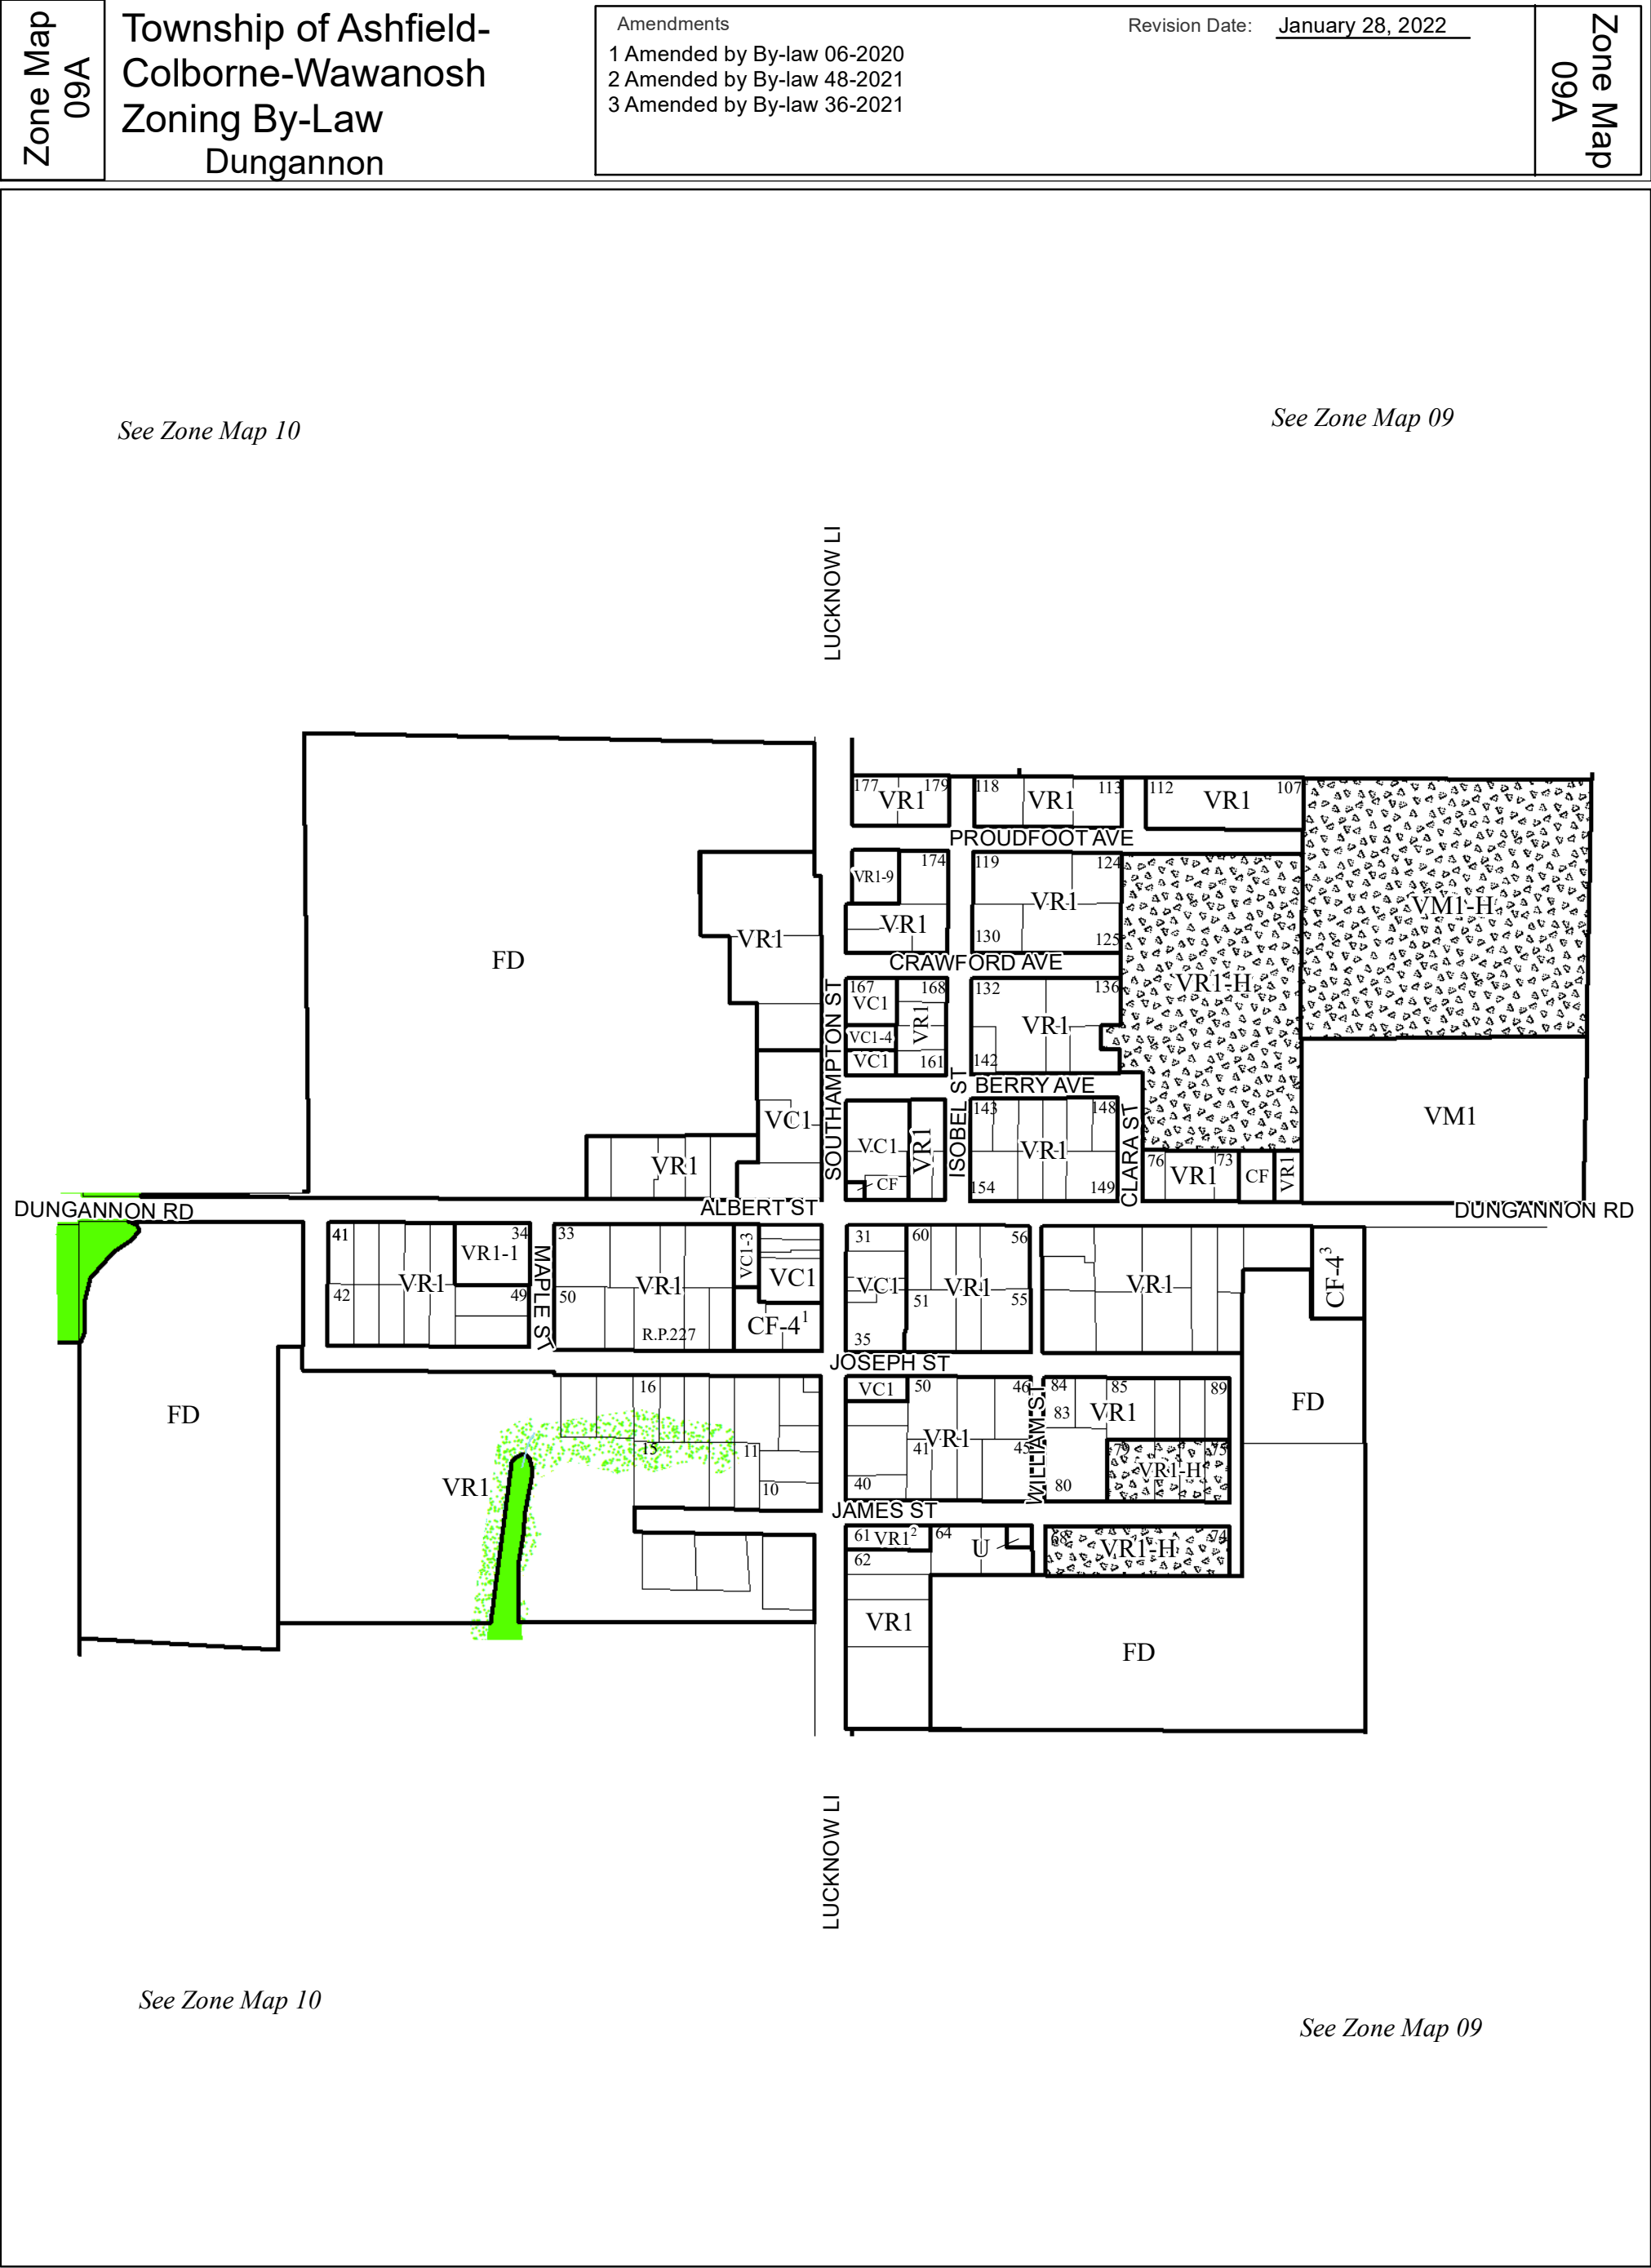 Zone Map
09A
Township of Ashfield-
Colborne-Wawanosh
Zoning By-Law
Dungannon
Amendments
1 Amended by By-law 06-2020
2 Amended by By-law 48-2021
3 Amended by By-law 36-2021
Revision Date: January 28, 2022
Zone Map
09A
See Zone Map 10
See Zone Map 09
LUCKNOW LI
177 179 118 113 112 107
VR1 VR1 VR1
PROUDFOOT AVE
174 119 124
VR1-9
VR1
VM1-H
VR1
VR1
130 125
FD
CRAWFORD AVE
VR1-H
167 168 132 136
VC1
VR1
VR1
VC1-4
VC1 161 142
SOUTHAMPTON ST
ISOBEL ST
BERRY AVE
143 148
CLARA ST
VM1
VC1
VC1
VR1
VR1
VR1
76 VR1 73 CF VR1
CF
154 149
ALBERT ST
DUNGANNON RD
DUNGANNON RD
41 34 33 31 60 56
VR1-1
VC1-3
VC1
CF-4³
VR1
MAPLE ST
VR1
VC1 VR1 VR1
42 49 50 51 55
R.P.227
CF-4¹
35
JOSEPH ST
16
VC1 50 46 84 85 89
FD
83 VR1
FD
WILLIAM ST
15 11
VR1
41 45 79 75
VR1-H
VR1
10 40 80
JAMES ST
61 VR1² 64
U
68 74
VR1-H
62
VR1
FD
LUCKNOW LI
See Zone Map 10
See Zone Map 09